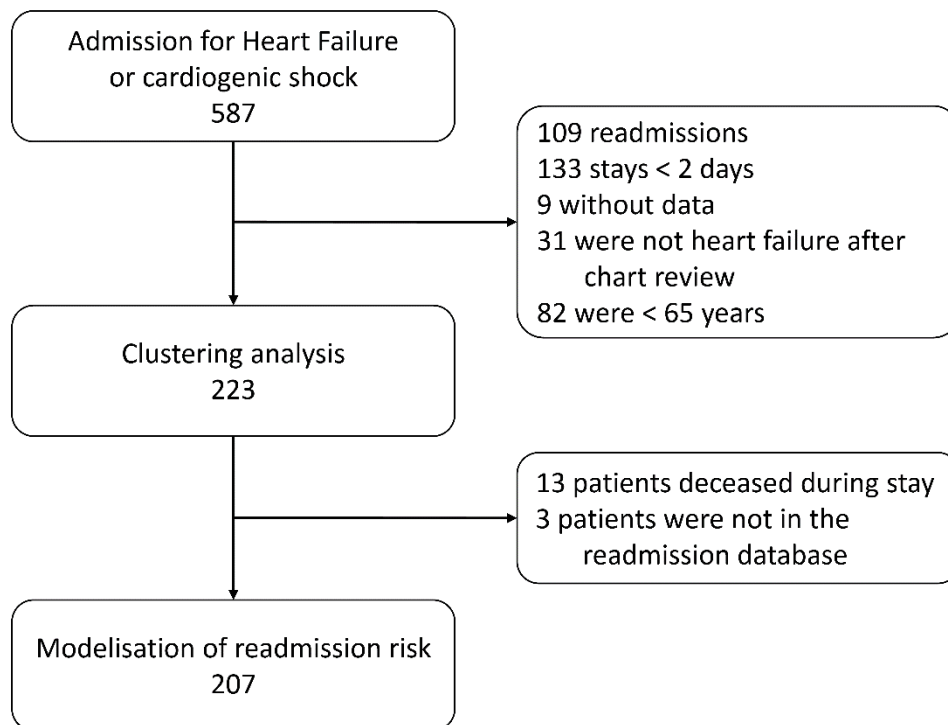 Admission for Heart Failure
or cardiogenic shock
587
109 readmissions
133 stays < 2 days
9 without data
31 were not heart failure after
chart review
82 were < 65 years
Clustering analysis
223
13 patients deceased during stay
3 patients were not in the
readmission database
Modelisation of readmission risk
207